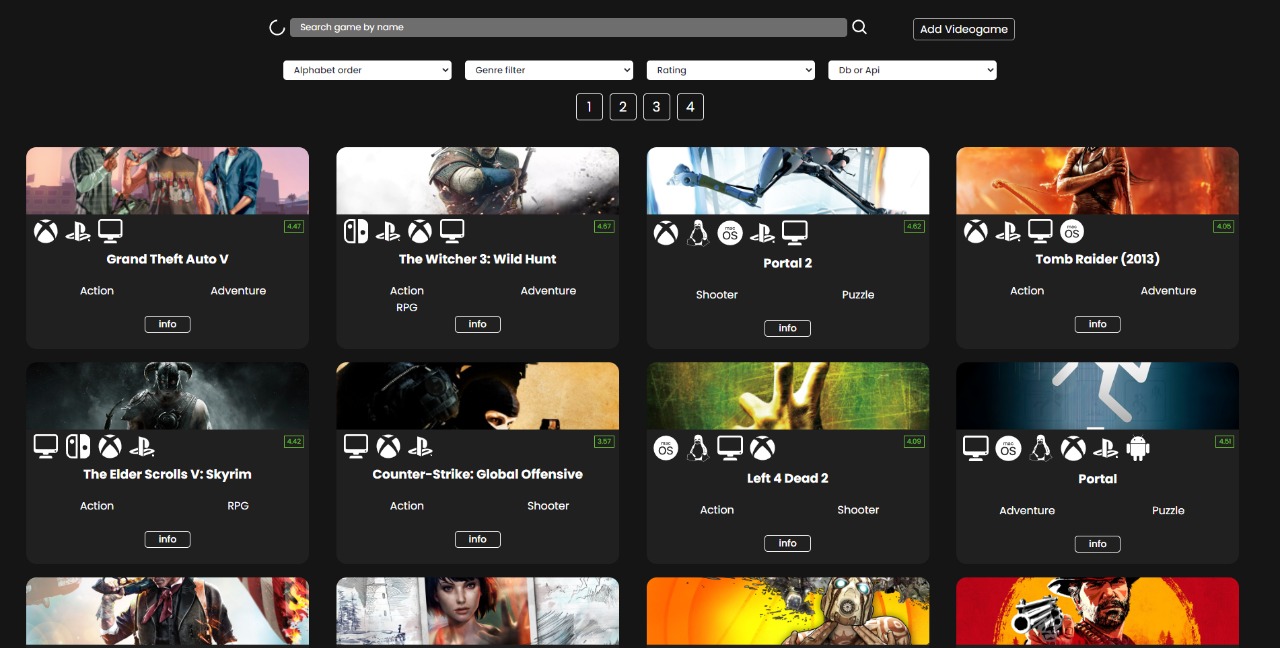 Search game by name
Add Videogame
Alphabet order
Genre filter
Rating
Db or Api
1 2 3 4
4.47
Grand Theft Auto V
Action Adventure
info
4.67
The Witcher 3: Wild Hunt
Action Adventure
RPG
info
mac OS
4.62
Portal 2
Shooter Puzzle
info
mac OS
4.05
Tomb Raider (2013)
Action Adventure
info
4.42
The Elder Scrolls V: Skyrim
Action RPG
info
3.57
Counter-Strike: Global Offensive
Action Shooter
info
mac OS
4.09
Left 4 Dead 2
Action Shooter
info
mac OS
4.51
Portal
Adventure Puzzle
info